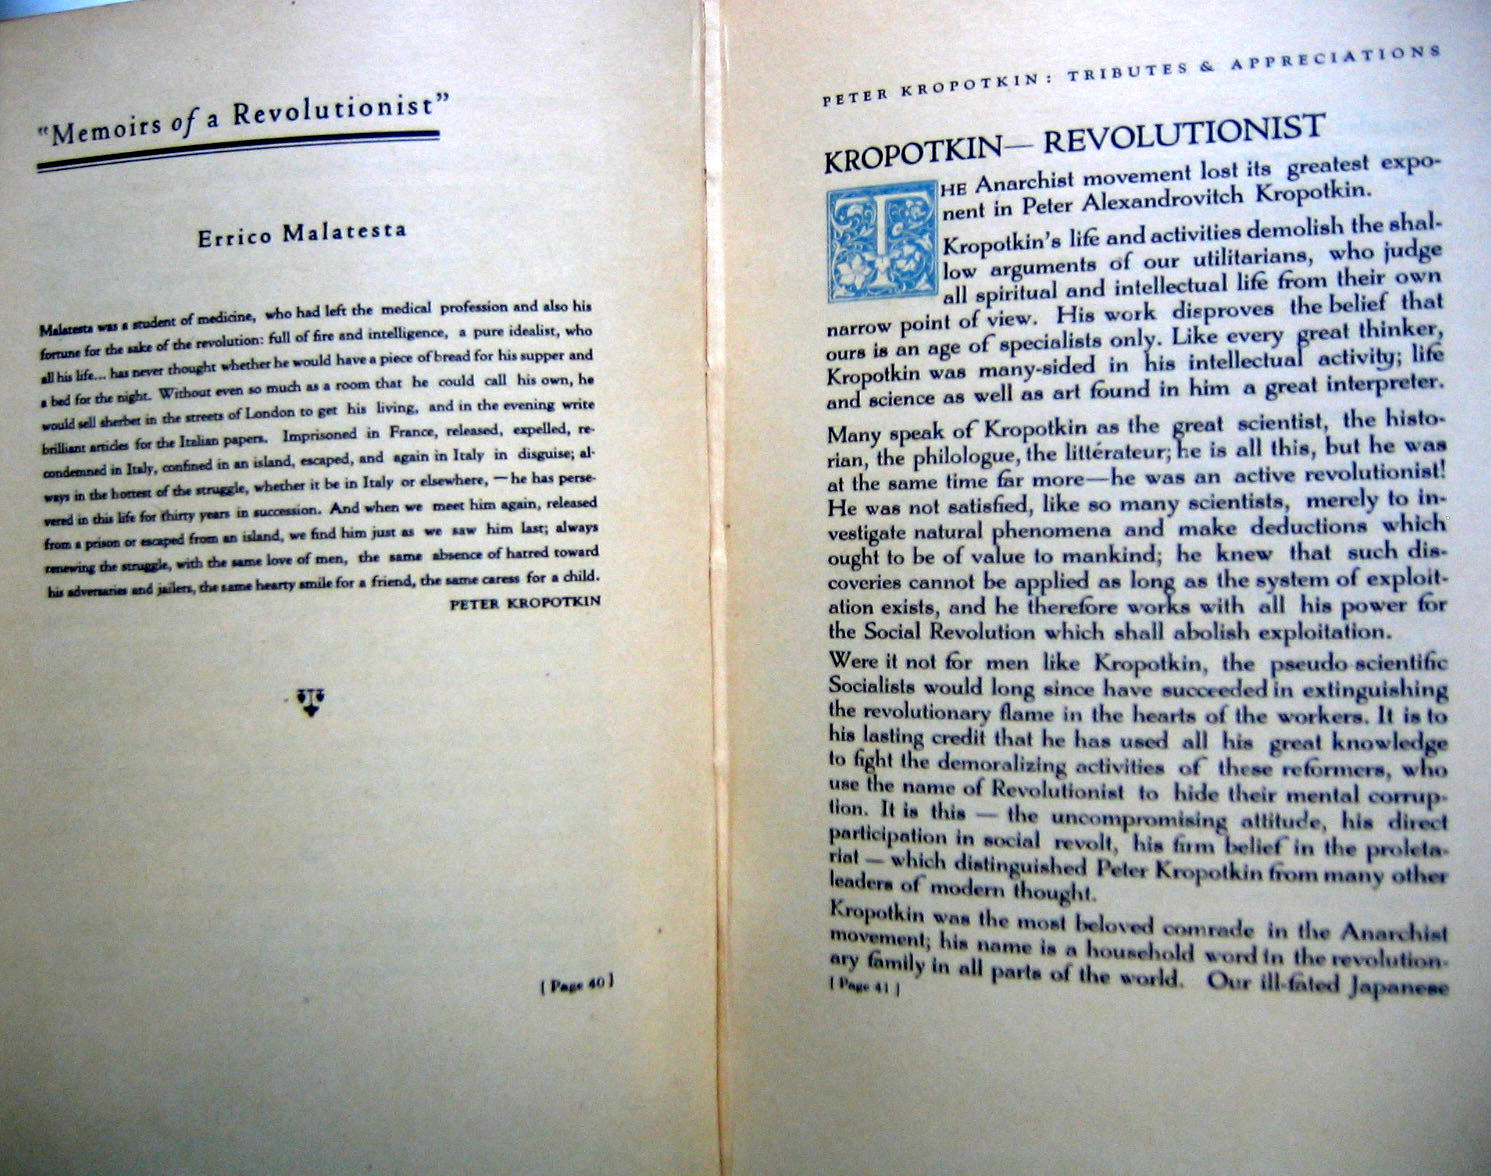 "Memoirs of a Revolutionist"
Errico Malatesta
Malatesta was a student of medicine, who had left the medical profession and also his
fortune for the sake of the revolution: full of fire and intelligence, a pure idealist, who
all his life... has never thought whether he would have a piece of bread for his supper and
a bed for the night. Without even so much as a room that he could call his own, he
would sell sherbet in the streets of London to get his living, and in the evening write
brilliant articles for the Italian papers. Imprisoned in France, released, expelled, re-
condemned in Italy, confined in an island, escaped, and again in Italy in disguise; al-
ways in the hottest of the struggle, whether it be in Italy or elsewhere, — he has perse-
vered in this life for thirty years in succession. And when we meet him again, released
from a prison or escaped from an island, we find him just as we saw him last; always
renewing the struggle, with the same love of men, the same absence of hatred toward
his adversaries and jailers, the same hearty smile for a friend, the same caress for a child.
PETER KROPOTKIN
[ Page 40 ]
PETER KROPOTKIN: TRIBUTES & APPRECIATIONS
KROPOTKIN— REVOLUTIONIST
THE Anarchist movement lost its greatest expo-
nent in Peter Alexandrovitch Kropotkin.
Kropotkin's life and activities demolish the shal-
low arguments of our utilitarians, who judge
all spiritual and intellectual life from their own
narrow point of view. His work disproves the belief that
ours is an age of specialists only. Like every great thinker,
Kropotkin was many-sided in his intellectual activity; life
and science as well as art found in him a great interpreter.
Many speak of Kropotkin as the great scientist, the histo-
rian, the philologue, the littérateur; he is all this, but he was
at the same time far more—he was an active revolutionist!
He was not satisfied, like so many scientists, merely to in-
vestigate natural phenomena and make deductions which
ought to be of value to mankind; he knew that such dis-
coveries cannot be applied as long as the system of exploit-
ation exists, and he therefore works with all his power for
the Social Revolution which shall abolish exploitation.
Were it not for men like Kropotkin, the pseudo-scientific
Socialists would long since have succeeded in extinguishing
the revolutionary flame in the hearts of the workers. It is to
his lasting credit that he has used all his great knowledge
to fight the demoralizing activities of these reformers, who
use the name of Revolutionist to hide their mental corrup-
tion. It is this — the uncompromising attitude, his direct
participation in social revolt, his firm belief in the proleta-
riat — which distinguished Peter Kropotkin from many other
leaders of modern thought.
Kropotkin was the most beloved comrade in the Anarchist
movement; his name is a household word in the revolution-
ary family in all parts of the world. Our ill-fated Japanese
[ Page 41 ]